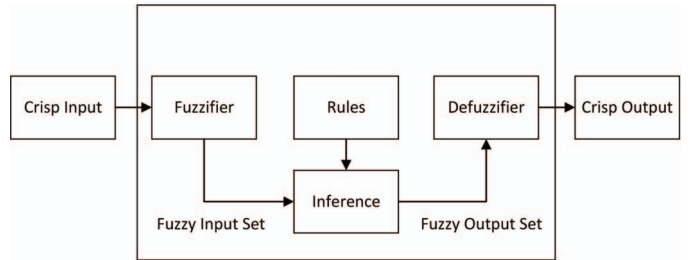 Crisp Input
Fuzzifier
Rules
Defuzzifier
Crisp Output
Inference
Fuzzy Input Set
Fuzzy Output Set